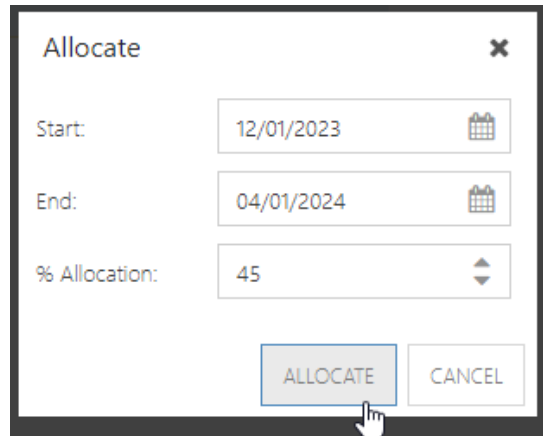 Allocate
Start: 12/01/2023
End: 04/01/2024
% Allocation: 45
ALLOCATE CANCEL